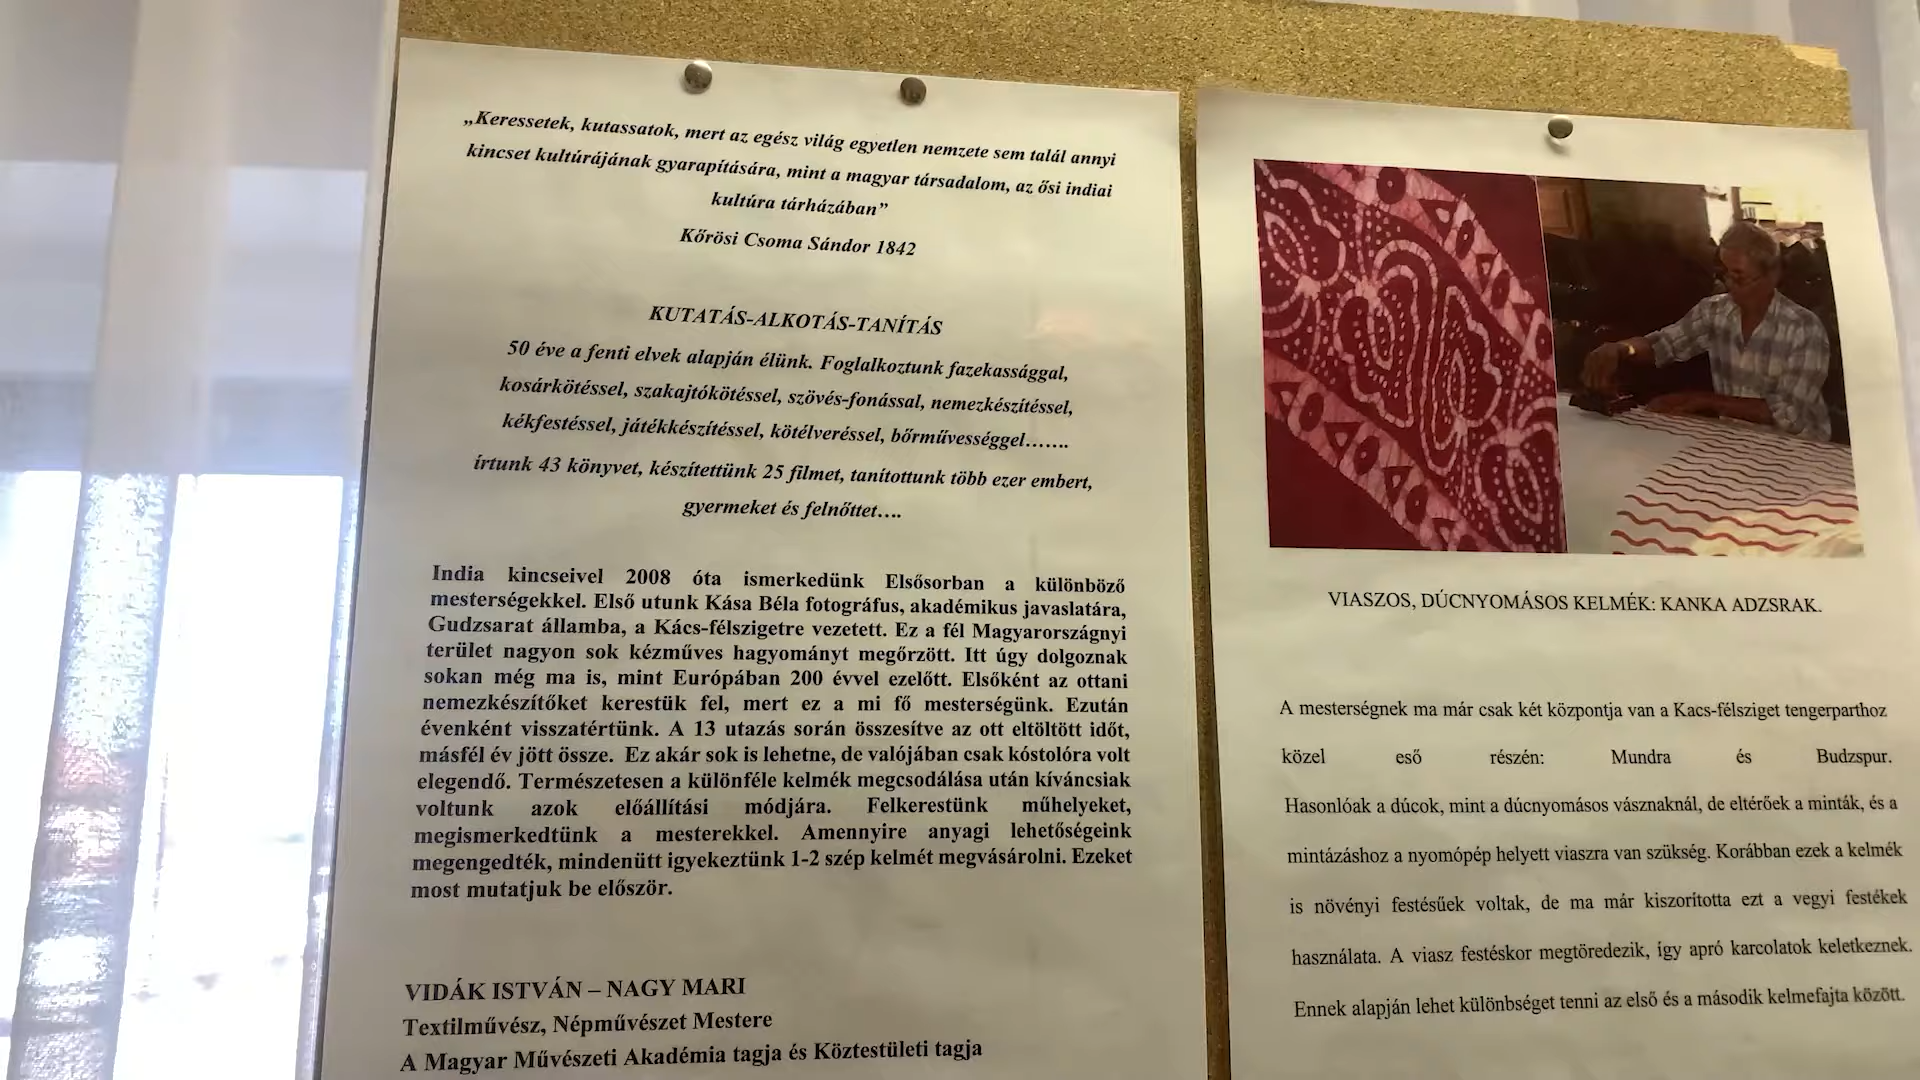 „Keressetek, kutassatok, mert az egész világ egyetlen nemzete sem talál annyi
kincset kultúrájának gyarapítására, mint a magyar társadalom, az ősi indiai
kultúra tárházában”
Kőrösi Csoma Sándor 1842
KUTATÁS-ALKOTÁS-TANÍTÁS
50 éve a fenti elvek alapján élünk. Foglalkoztunk fazekassággal,
kosárkötéssel, szakajtókötéssel, szövés-fonással, nemezkészítéssel,
kékfestéssel, játékkészítéssel, kötélveréssel, bőrművességgel…….
írtunk 43 könyvet, készítettünk 25 filmet, tanítottunk több ezer embert,
gyermeket és felnőttet….
India kincseivel 2008 óta ismerkedünk Elsősorban a különböző
mesterségekkel. Első utunk Kása Béla fotográfus, akadémikus javaslatára,
Gudzsarat államba, a Kács-félszigetre vezetett. Ez a fél Magyarországnyi
terület nagyon sok kézműves hagyományt megőrzött. Itt úgy dolgoznak
sokan még ma is, mint Európában 200 évvel ezelőtt. Elsőként az ottani
nemezkészítőket kerestük fel, mert ez a mi fő mesterségünk. Ezután
évenként visszatértünk. A 13 utazás során összesítve az ott eltöltött időt,
másfél év jött össze. Ez akár sok is lehetne, de valójában csak kóstolóra volt
elegendő. Természetesen a különféle kelmék megcsodálása után kíváncsiak
voltunk azok előállítási módjára. Felkerestünk műhelyeket,
megismerkedtünk a mesterekkel. Amennyire anyagi lehetőségeink
megengedték, mindenütt igyekeztünk 1-2 szép kelmét megvásárolni. Ezeket
most mutatjuk be először.
VIDÁK ISTVÁN – NAGY MARI
Textilművész, Népművészet Mestere
A Magyar Művészeti Akadémia tagja és Köztestületi tagja
VIASZOS, DÚCNYOMÁSOS KELMÉK: KANKA ADZSRAK.
A mesterségnek ma már csak két központja van a Kacs-félsziget tengerparthoz
közel eső részén: Mundra és Budzspur.
Hasonlóak a dúcok, mint a dúcnyomásos vásznaknál, de eltérőek a minták, és a
mintázáshoz a nyomópép helyett viaszra van szükség. Korábban ezek a kelmék
is növényi festésűek voltak, de ma már kiszorította ezt a vegyi festékek
használata. A viasz festéskor megtöredezik, így apró karcolatok keletkeznek.
Ennek alapján lehet különbséget tenni az első és a második kelmefajta között.